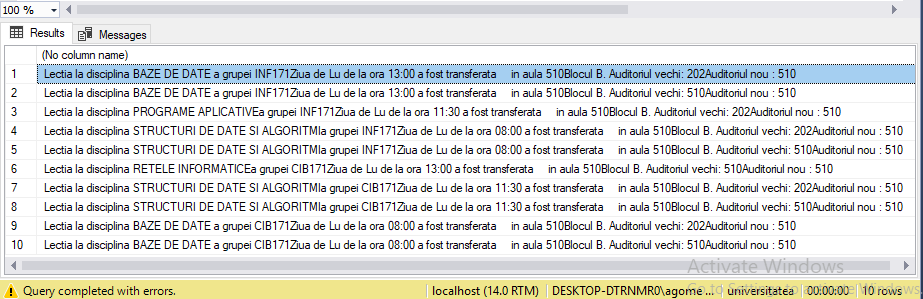 100 %
Results Messages
(No column name)
1 Lectia la disciplina BAZE DE DATE a grupei INF171Ziua de Lu de la ora 13:00 a fost transferata in aula 510Blocul B. Auditoriul vechi: 202Auditoriul nou : 510
2 Lectia la disciplina BAZE DE DATE a grupei INF171Ziua de Lu de la ora 13:00 a fost transferata in aula 510Blocul B. Auditoriul vechi: 510Auditoriul nou : 510
3 Lectia la disciplina PROGRAME APLICATIVEa grupei INF171Ziua de Lu de la ora 11:30 a fost transferata in aula 510Blocul B. Auditoriul vechi: 202Auditoriul nou : 510
4 Lectia la disciplina STRUCTURI DE DATE SI ALGORITMIa grupei INF171Ziua de Lu de la ora 08:00 a fost transferata in aula 510Blocul B. Auditoriul vechi: 202Auditoriul nou : 510
5 Lectia la disciplina STRUCTURI DE DATE SI ALGORITMIa grupei INF171Ziua de Lu de la ora 08:00 a fost transferata in aula 510Blocul B. Auditoriul vechi: 510Auditoriul nou : 510
6 Lectia la disciplina RETELE INFORMATICEa grupei CIB171Ziua de Lu de la ora 13:00 a fost transferata in aula 510Blocul B. Auditoriul vechi: 510Auditoriul nou : 510
7 Lectia la disciplina STRUCTURI DE DATE SI ALGORITMIa grupei CIB171Ziua de Lu de la ora 11:30 a fost transferata in aula 510Blocul B. Auditoriul vechi: 202Auditoriul nou : 510
8 Lectia la disciplina STRUCTURI DE DATE SI ALGORITMIa grupei CIB171Ziua de Lu de la ora 11:30 a fost transferata in aula 510Blocul B. Auditoriul vechi: 510Auditoriul nou : 510
9 Lectia la disciplina BAZE DE DATE a grupei CIB171Ziua de Lu de la ora 08:00 a fost transferata in aula 510Blocul B. Auditoriul vechi: 202Auditoriul nou : 510
10 Lectia la disciplina BAZE DE DATE a grupei CIB171Ziua de Lu de la ora 08:00 a fost transferata in aula 510Blocul B. Auditoriul vechi: 510Auditoriul nou : 510
Activate Windows
Query completed with errors. localhost (14.0 RTM) DESKTOP-DTRNMR0\agome ... universitatea 00:00:00 10 rows